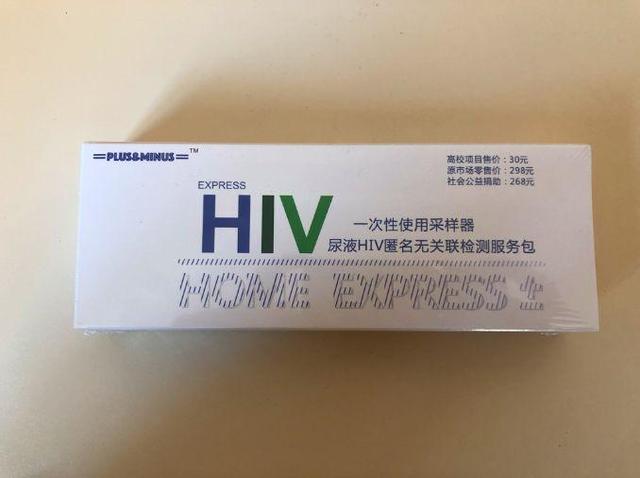 =PLUS&MINUS=™
高校项目售价：30元
原市场零售价：298元
社会公益捐助：268元
EXPRESS
HIV
一次性使用采样器
尿液HIV匿名无关联检测服务包
HOME EXPRESS ±